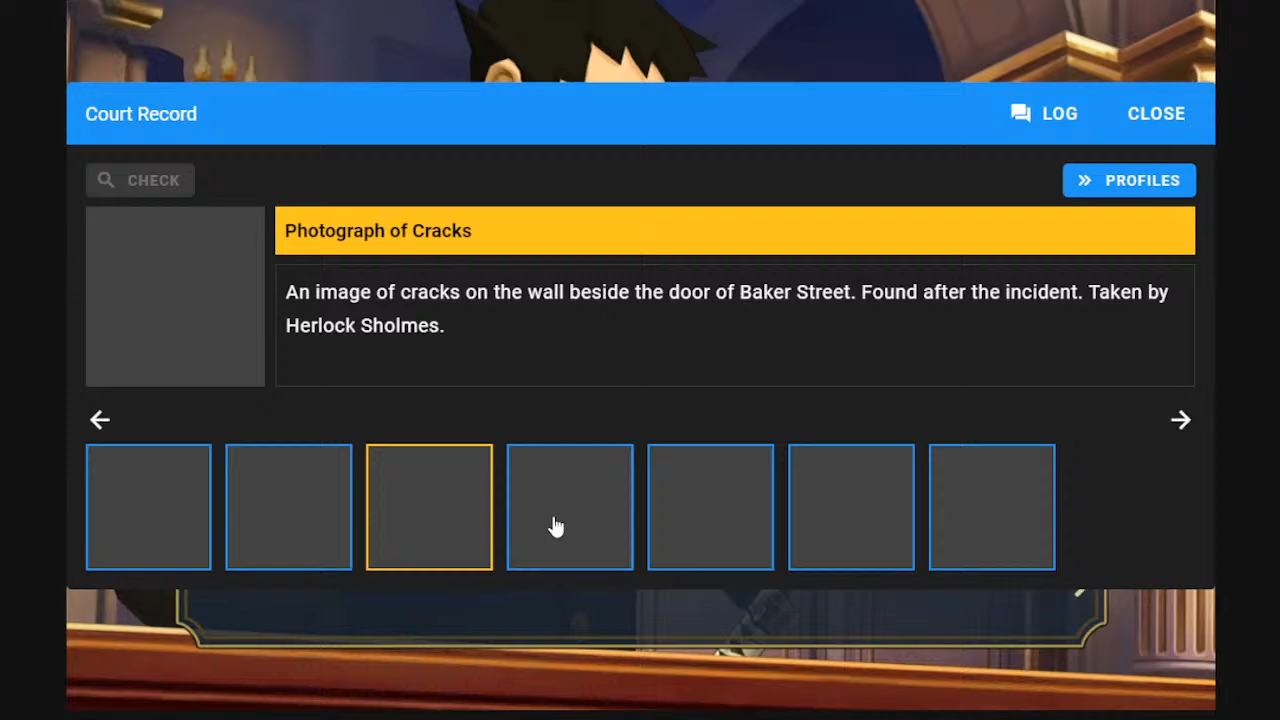 Court Record
LOG
CLOSE
CHECK
PROFILES
Photograph of Cracks
An image of cracks on the wall beside the door of Baker Street. Found after the incident. Taken by
Herlock Sholmes.